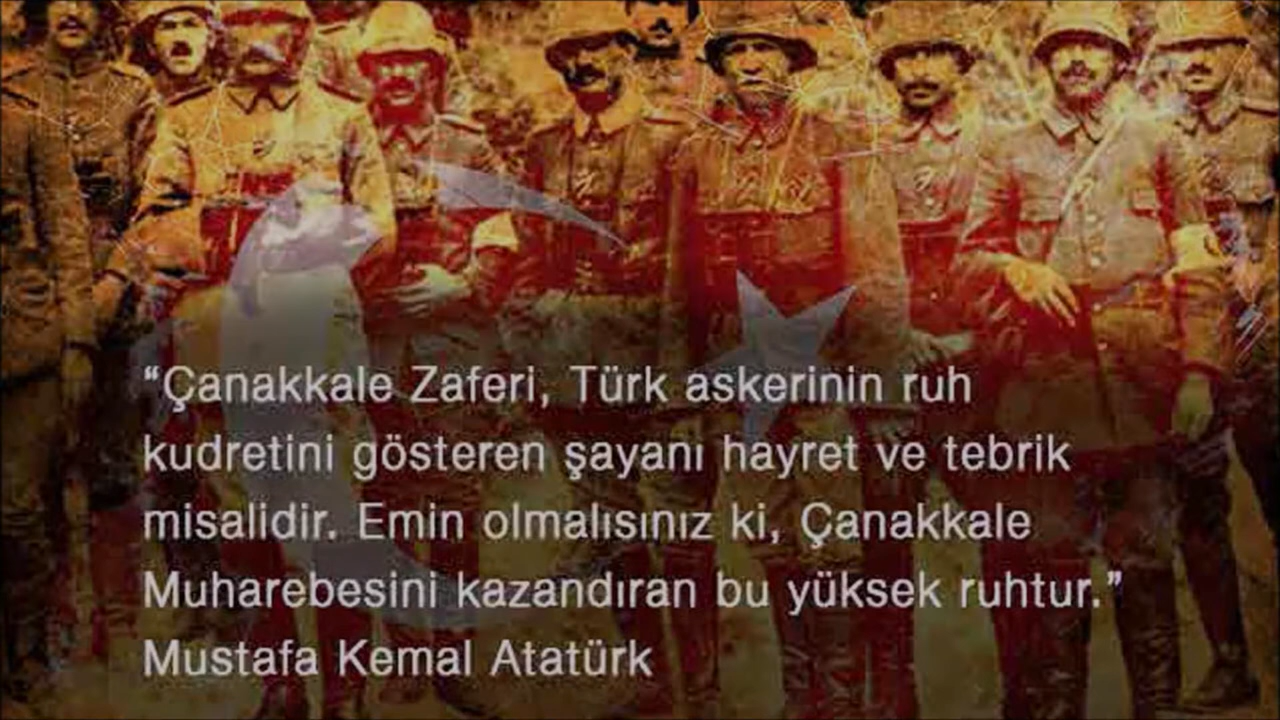 “Çanakkale Zaferi, Türk askerinin ruh
kudretini gösteren şayanı hayret ve tebrik
misalidir. Emin olmalısınız ki, Çanakkale
Muharebesini kazandıran bu yüksek ruhtur.”
Mustafa Kemal Atatürk